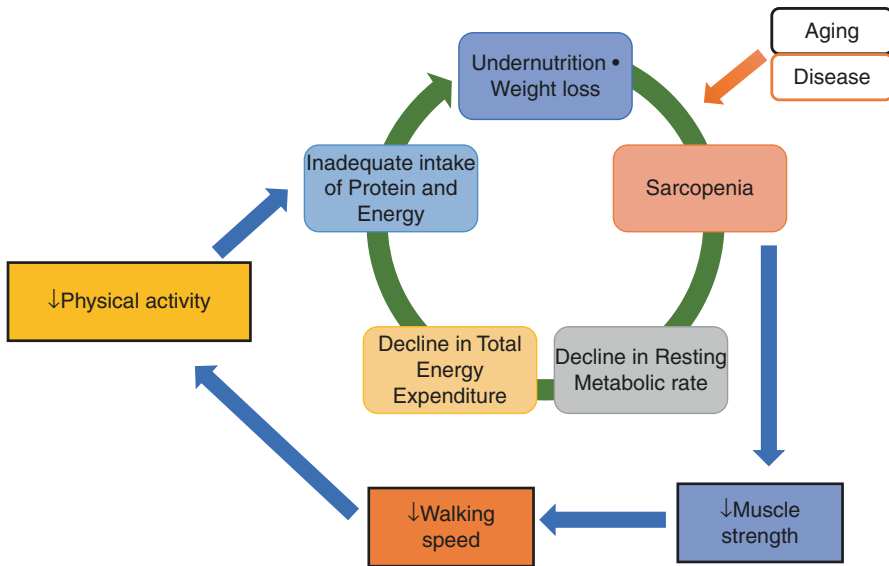 Aging
Disease
Undernutrition •
Weight loss
Inadequate intake
of Protein and
Energy
Sarcopenia
↓Physical activity
Decline in Total
Energy
Expenditure
Decline in Resting
Metabolic rate
↓Walking
speed
↓Muscle
strength